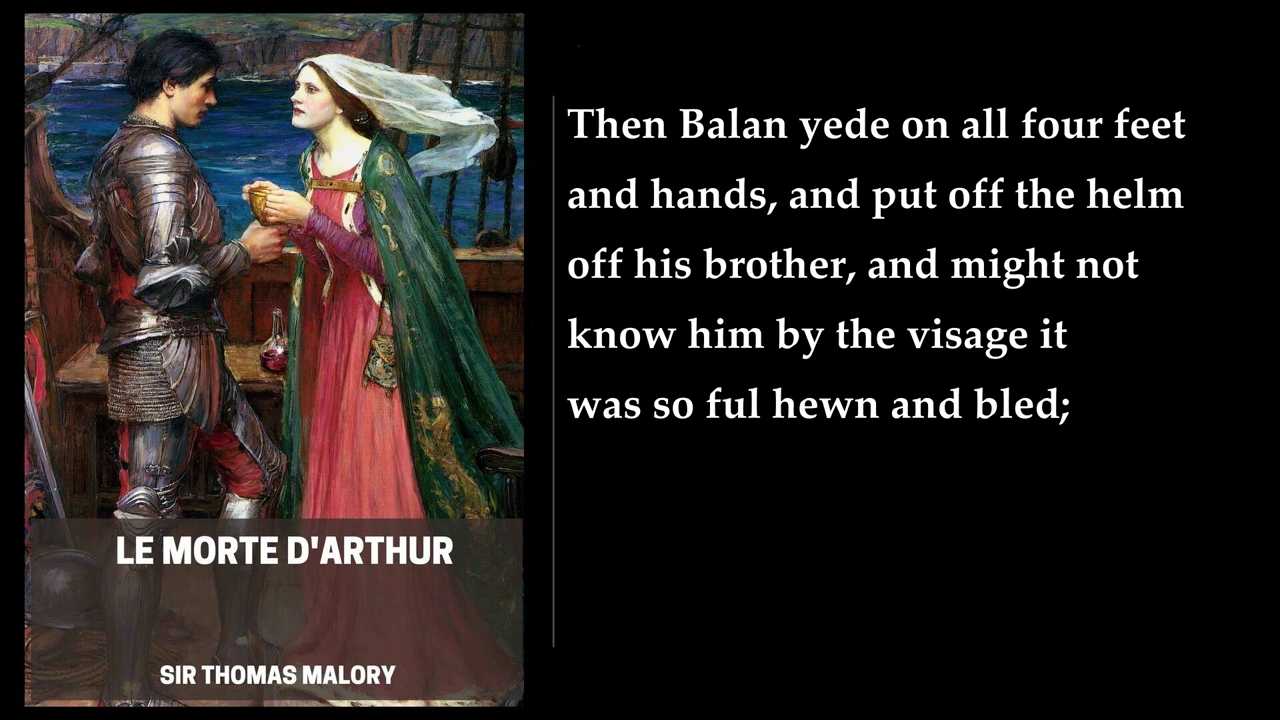 LE MORTE D'ARTHUR
SIR THOMAS MALORY
Then Balan yede on all four feet
and hands, and put off the helm
off his brother, and might not
know him by the visage it
was so ful hewn and bled;